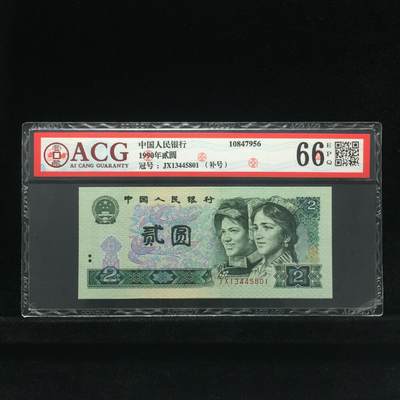 ACG
AI CANG GUARANTY
中国人民银行
1990年贰圆
冠号: JX13445801 (补号)
10847956
66
EPQ
中国人民银行
贰圆
2
2
2
JX13445801